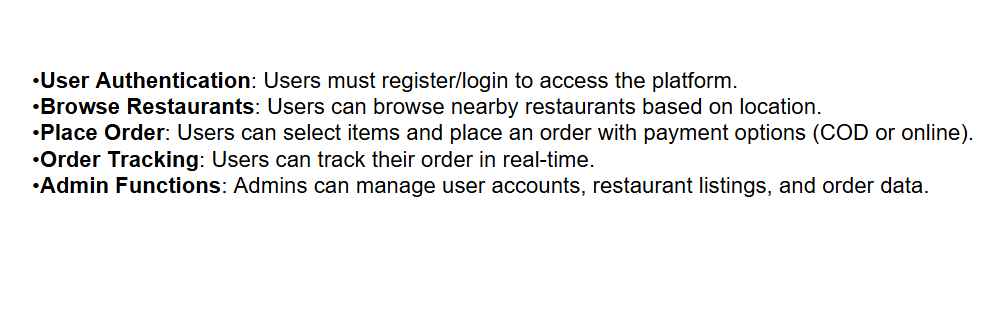 •User Authentication: Users must register/login to access the platform.
•Browse Restaurants: Users can browse nearby restaurants based on location.
•Place Order: Users can select items and place an order with payment options (COD or online).
•Order Tracking: Users can track their order in real-time.
•Admin Functions: Admins can manage user accounts, restaurant listings, and order data.